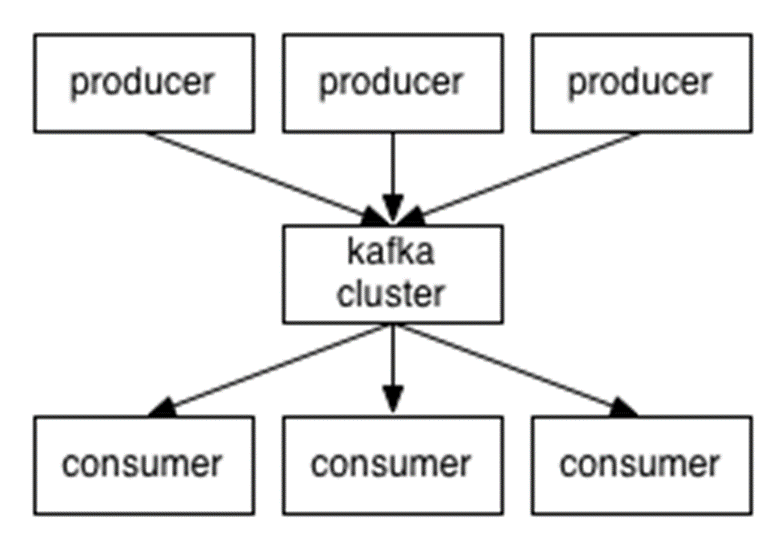 producer
producer
producer
kafka
cluster
consumer
consumer
consumer